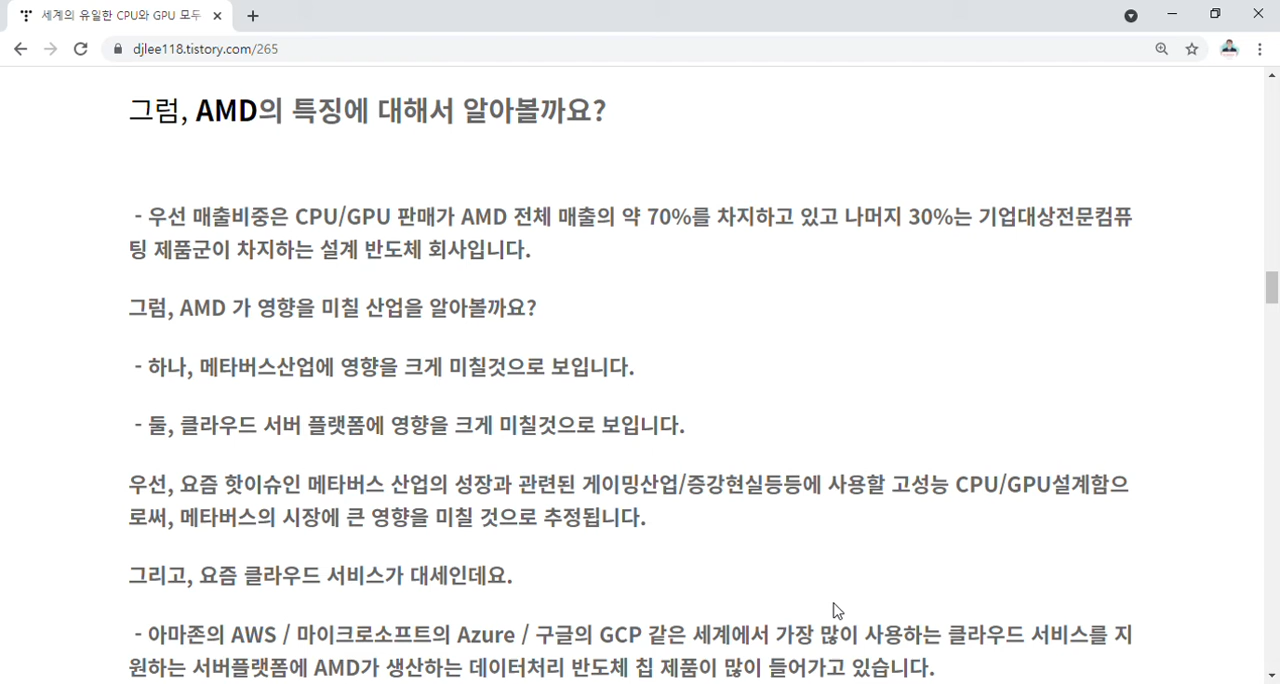 세계의 유일한 CPU와 GPU 모두
djlee118.tistory.com/265
그럼, AMD의 특징에 대해서 알아볼까요?
- 우선 매출비중은 CPU/GPU 판매가 AMD 전체 매출의 약 70%를 차지하고 있고 나머지 30%는 기업대상전문컴퓨
팅 제품군이 차지하는 설계 반도체 회사입니다.
그럼, AMD 가 영향을 미칠 산업을 알아볼까요?
- 하나, 메타버스산업에 영향을 크게 미칠것으로 보입니다.
- 둘, 클라우드 서버 플랫폼에 영향을 크게 미칠것으로 보입니다.
우선, 요즘 핫이슈인 메타버스 산업의 성장과 관련된 게이밍산업/증강현실등등에 사용할 고성능 CPU/GPU설계함으
로써, 메타버스의 시장에 큰 영향을 미칠 것으로 추정됩니다.
그리고, 요즘 클라우드 서비스가 대세인데요.
- 아마존의 AWS / 마이크로소프트의 Azure / 구글의 GCP 같은 세계에서 가장 많이 사용하는 클라우드 서비스를 지
원하는 서버플랫폼에 AMD가 생산하는 데이터처리 반도체 칩 제품이 많이 들어가고 있습니다.